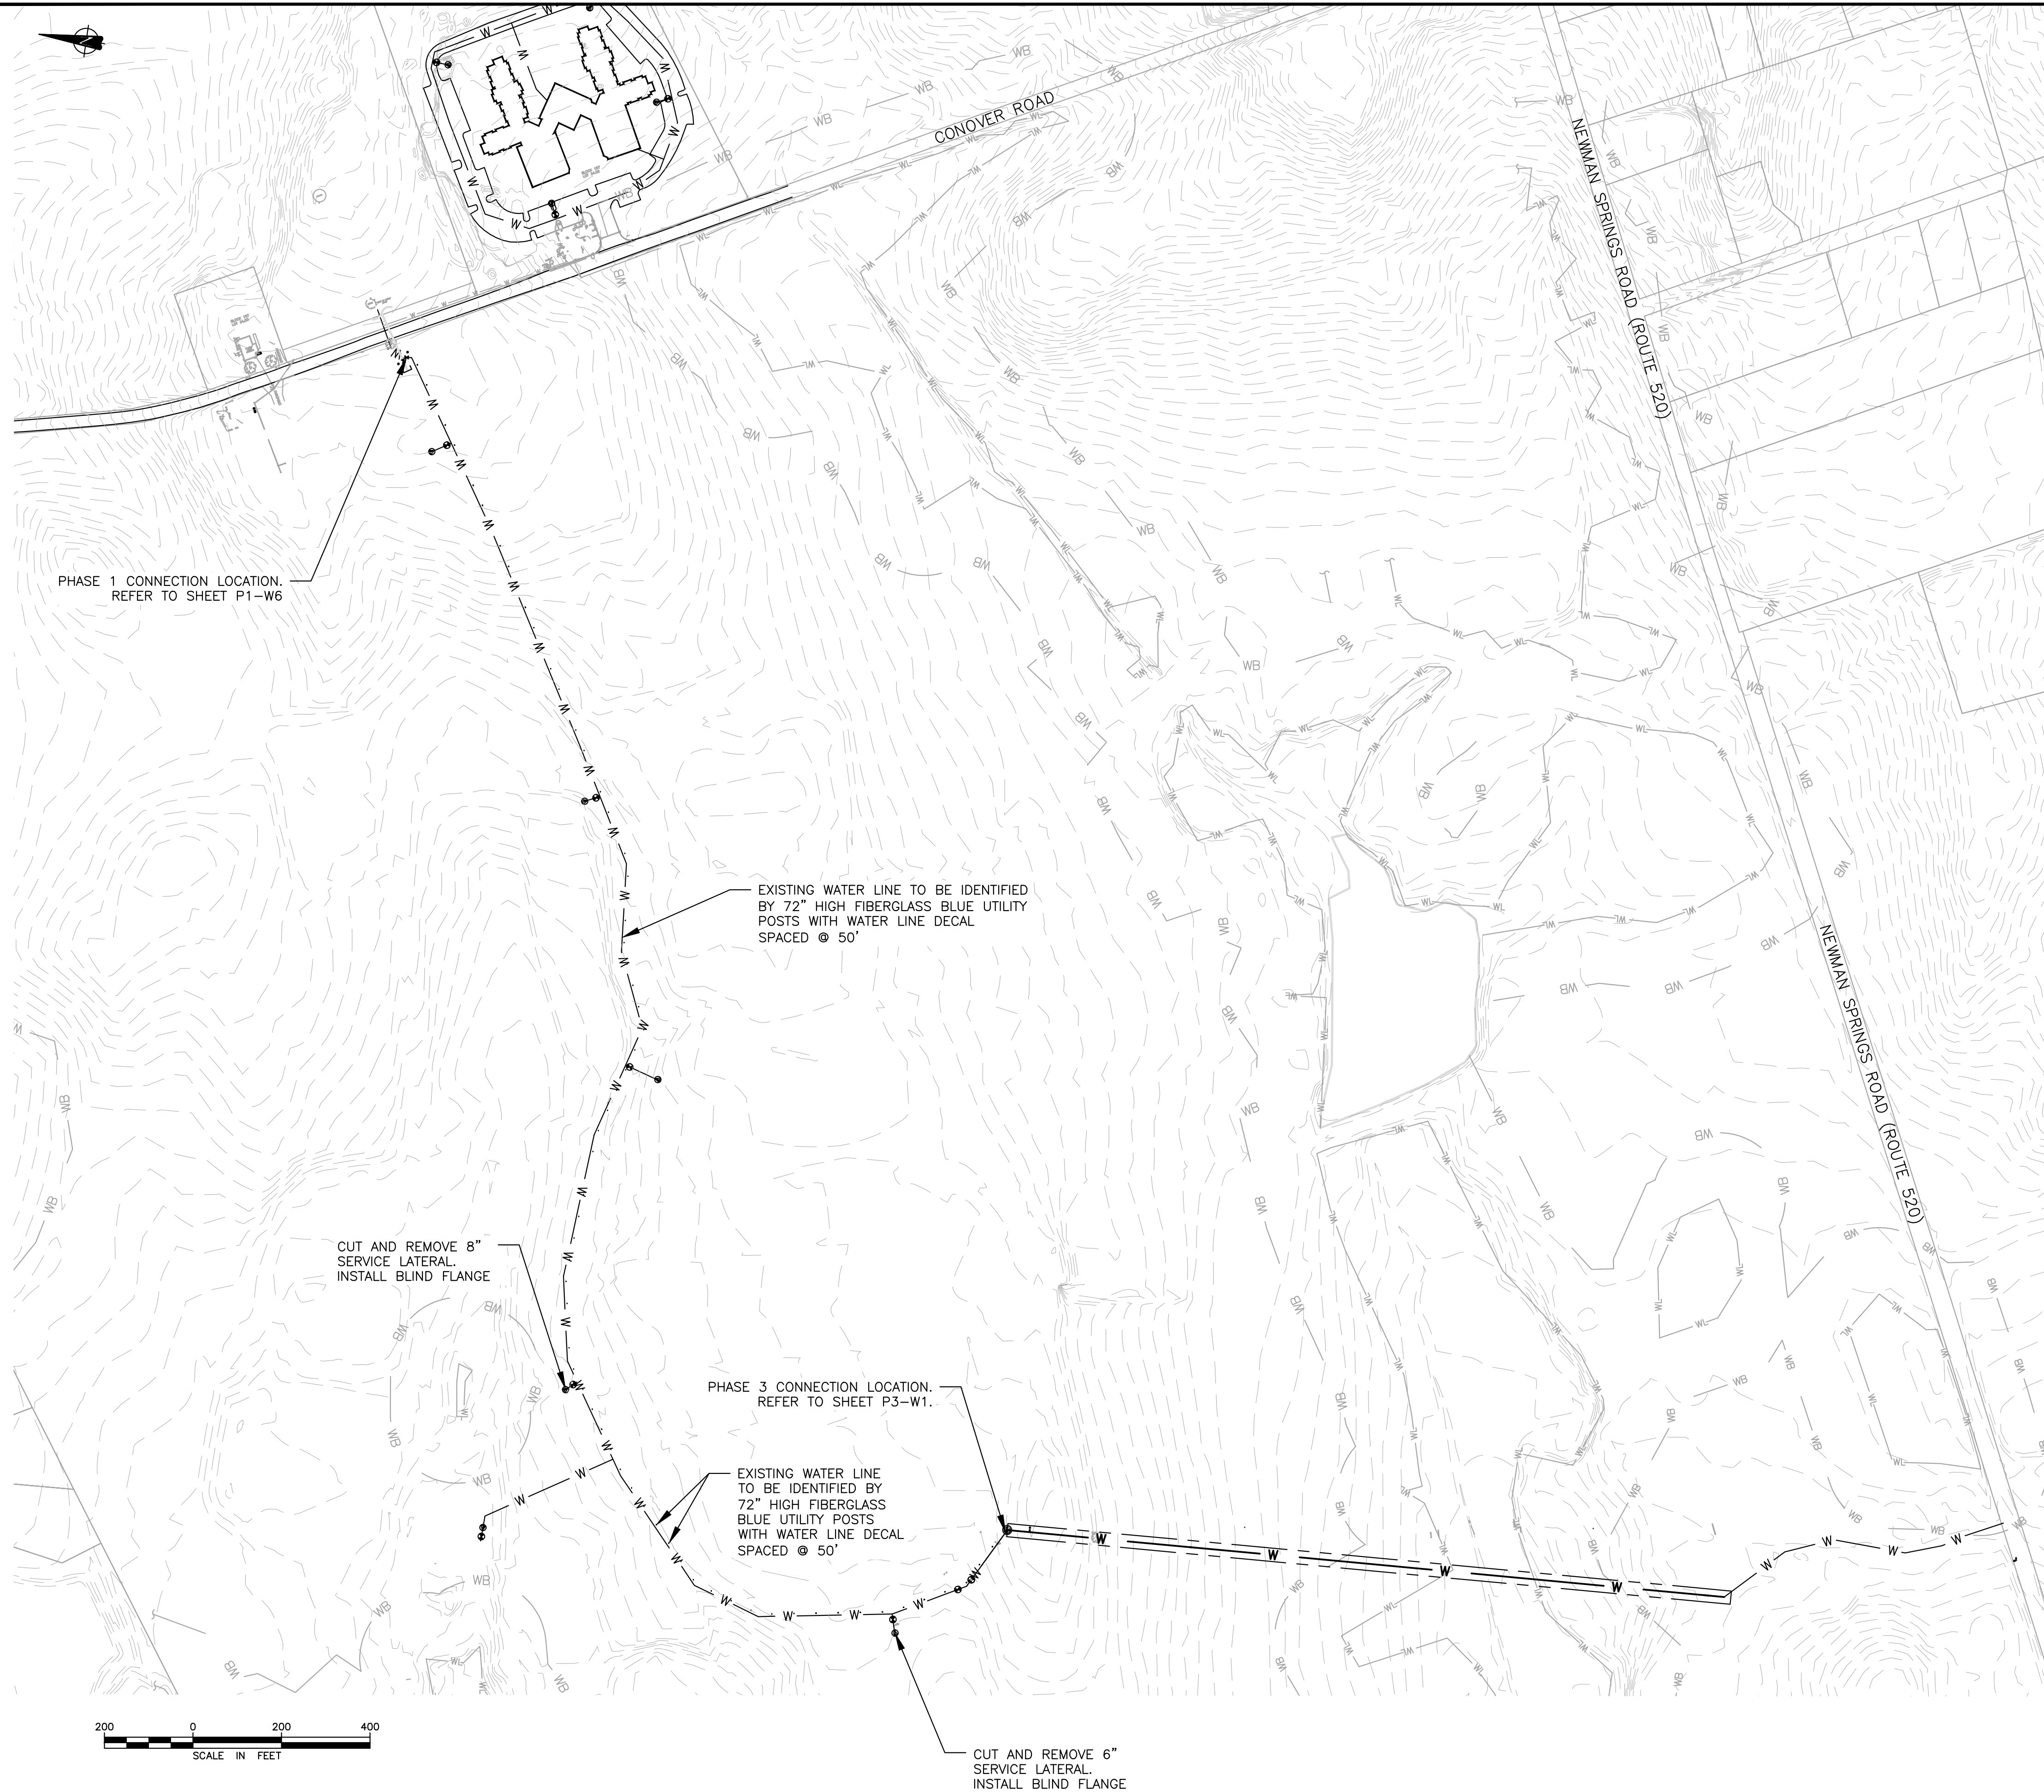 CONOVER ROAD
NEWMAN SPRINGS ROAD (ROUTE 520)
PHASE 1 CONNECTION LOCATION.
REFER TO SHEET P1-W6
EXISTING WATER LINE TO BE IDENTIFIED
BY 72" HIGH FIBERGLASS BLUE UTILITY
POSTS WITH WATER LINE DECAL
SPACED @ 50'
NEWMAN SPRINGS ROAD (ROUTE 520)
CUT AND REMOVE 8"
SERVICE LATERAL.
INSTALL BLIND FLANGE
PHASE 3 CONNECTION LOCATION.
REFER TO SHEET P3-W1.
EXISTING WATER LINE
TO BE IDENTIFIED BY
72" HIGH FIBERGLASS
BLUE UTILITY POSTS
WITH WATER LINE DECAL
SPACED @ 50'
CUT AND REMOVE 6"
SERVICE LATERAL.
INSTALL BLIND FLANGE
200 0 200 400
SCALE IN FEET